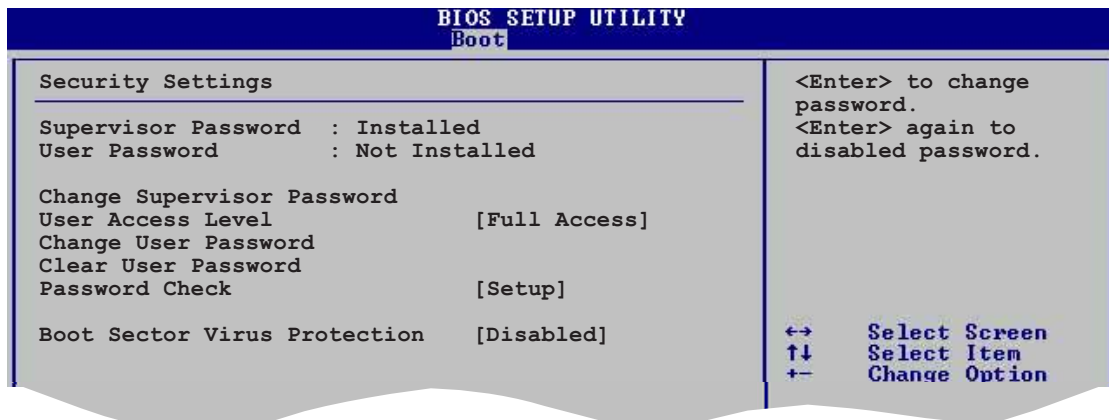 BIOS SETUP UTILITY
Boot
Security Settings
Supervisor Password : Installed
User Password : Not Installed
Change Supervisor Password
User Access Level [Full Access]
Change User Password
Clear User Password
Password Check [Setup]
Boot Sector Virus Protection [Disabled]
<Enter> to change
password.
<Enter> again to
disabled password.
←→ Select Screen
↑↓ Select Item
+- Change Option